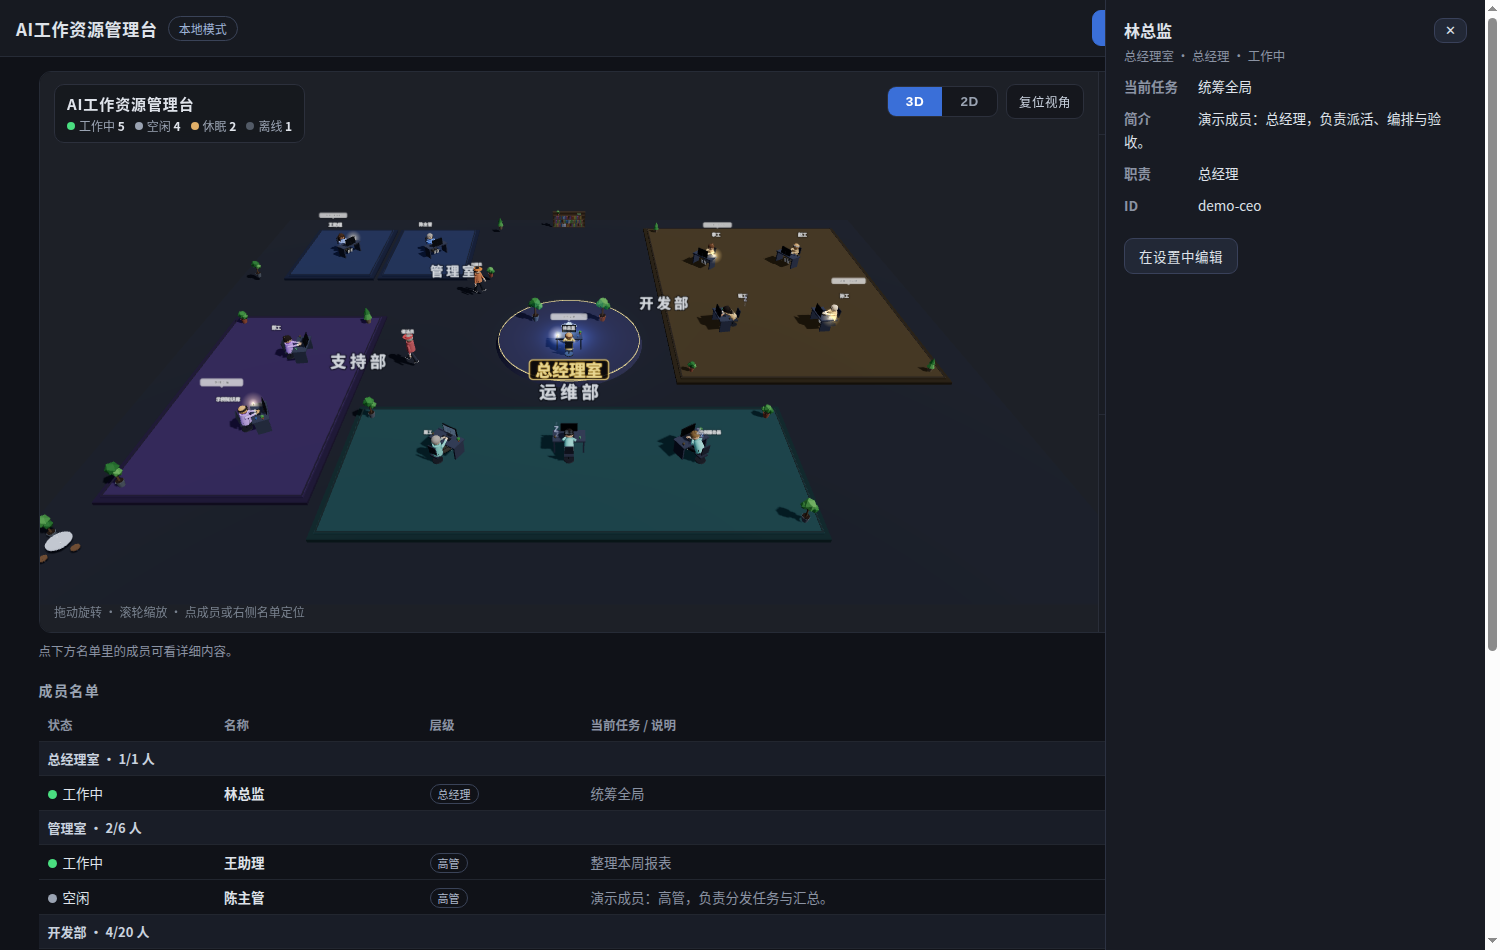 AI工作资源管理台
本地模式
AI工作资源管理台
工作中 5 空闲 4 休眠 2 离线 1
3D 2D 复位视角
管理室
开发部
支持部
总经理室
运维部
拖动旋转 · 滚轮缩放 · 点成员或右侧名单定位
点下方名单里的成员可看详细内容。
成员名单
状态 名称 层级 当前任务 / 说明
总经理室 · 1/1 人
工作中 林总监 总经理 统筹全局
管理室 · 2/6 人
工作中 王助理 高管 整理本周报表
空闲 陈主管 高管 演示成员：高管，负责分发任务与汇总。
开发部 · 4/20 人
林总监
✕
总经理室 · 总经理 · 工作中
当前任务 统筹全局
简介 演示成员：总经理，负责派活、编排与验
收。
职责 总经理
ID demo-ceo
在设置中编辑